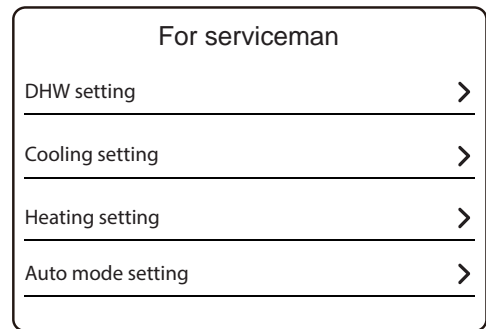 For serviceman
DHW setting
Cooling setting
Heating setting
Auto mode setting